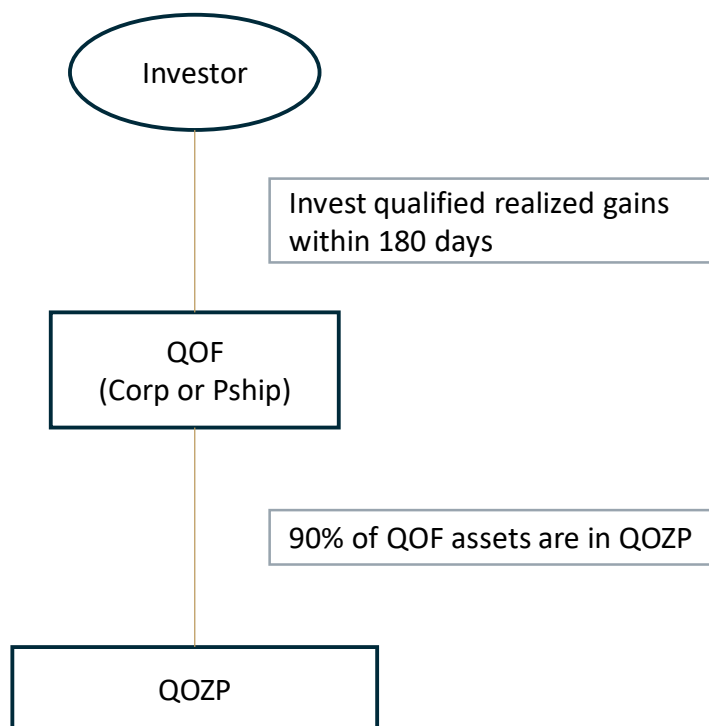 Investor
Invest qualified realized gains
within 180 days
QOF
(Corp or Pship)
90% of QOF assets are in QOZP
QOZP